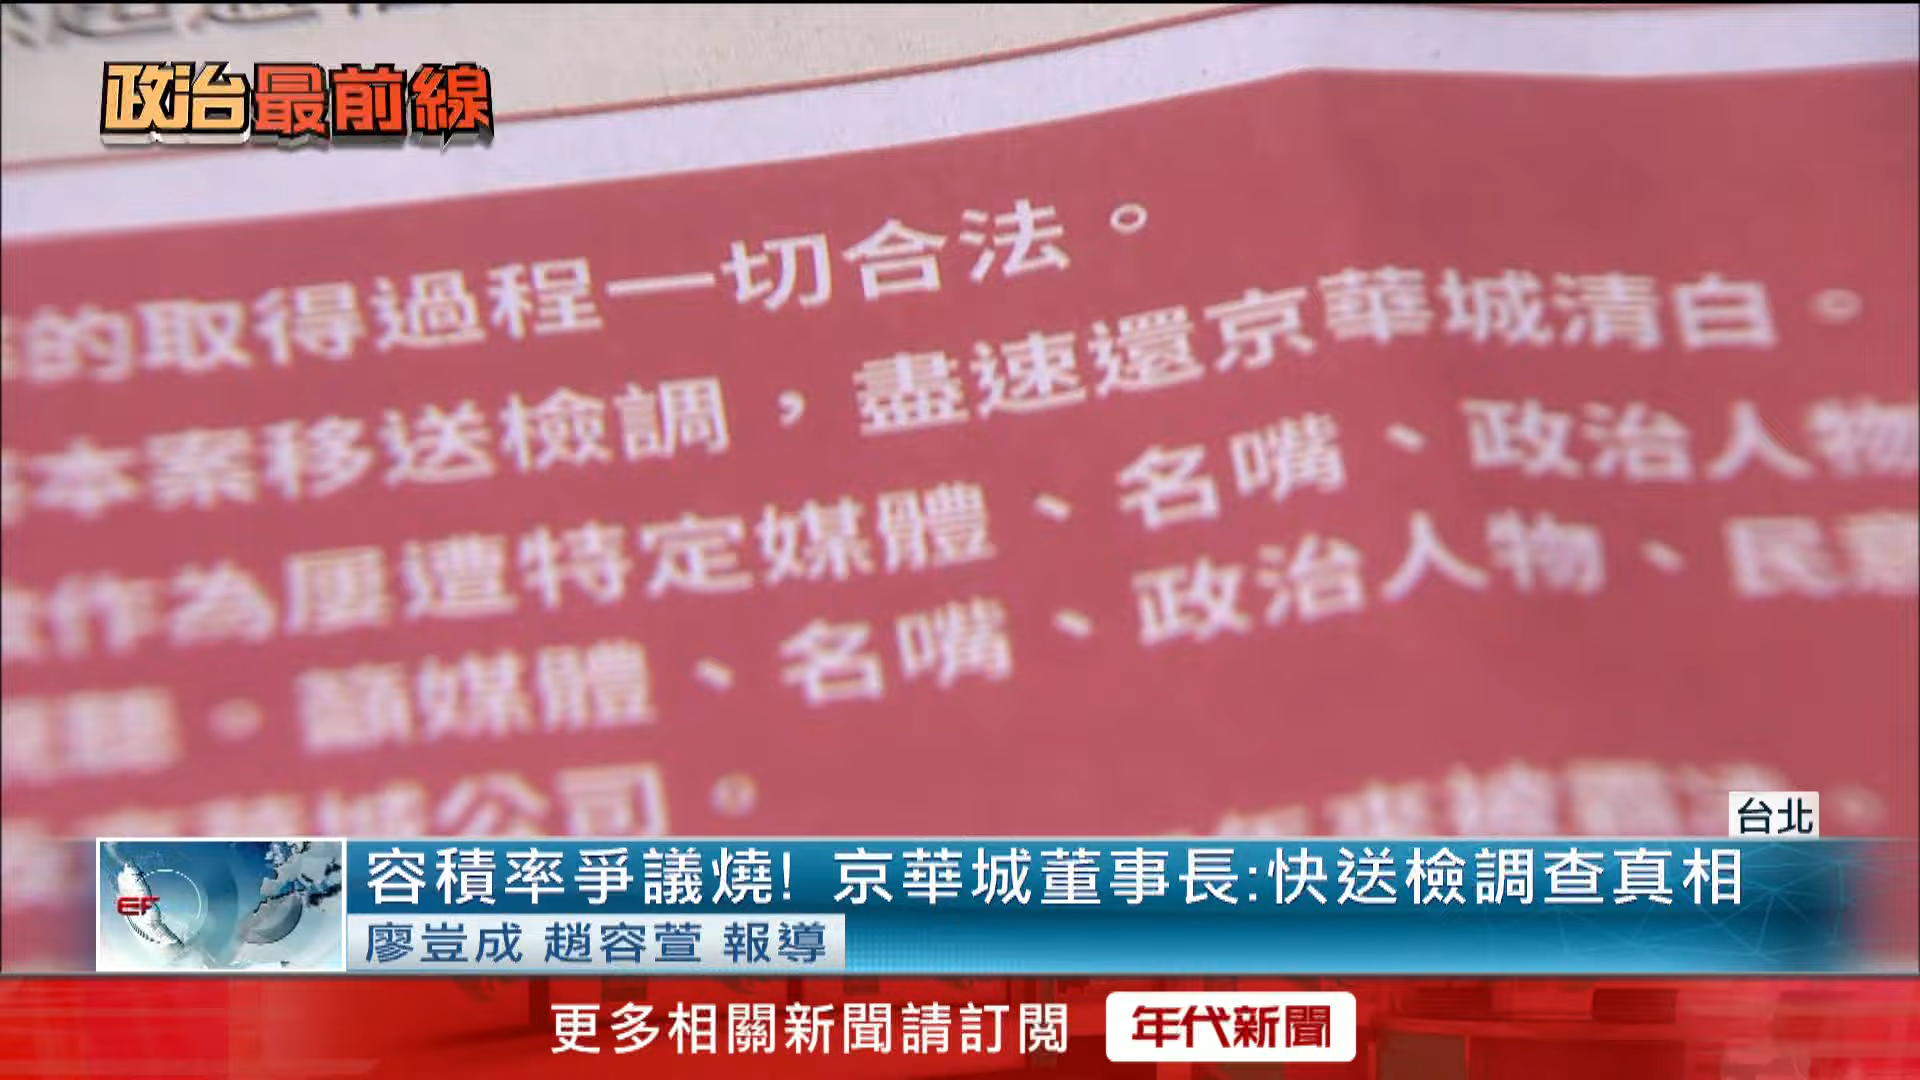 政治最前線
的取得過程一切合法。
本案移送檢調，盡速還京華城清白。
作為屢遭特定媒體、名嘴、政治人物
籲媒體、名嘴、政治人物、民意
公司。
台北
容積率爭議燒! 京華城董事長:快送檢調查真相
EF
廖豈成 趙容萱 報導
更多相關新聞請訂閱 年代新聞